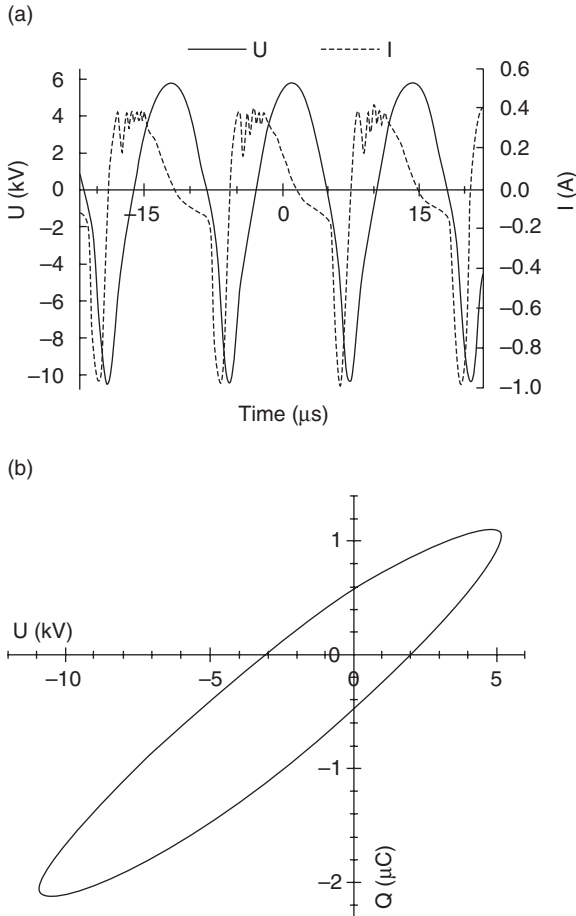 (a)
U I
6 0.6
4 0.4
2 0.2
0 0.0
−15 0 15
−2 −0.2
−4 −0.4
−6 −0.6
−8 −0.8
−10 −1.0
U (kV)
I (A)
Time (μs)
(b)
1
U (kV)
0
−10 −5 0 5
−1
−2
Q (μC)